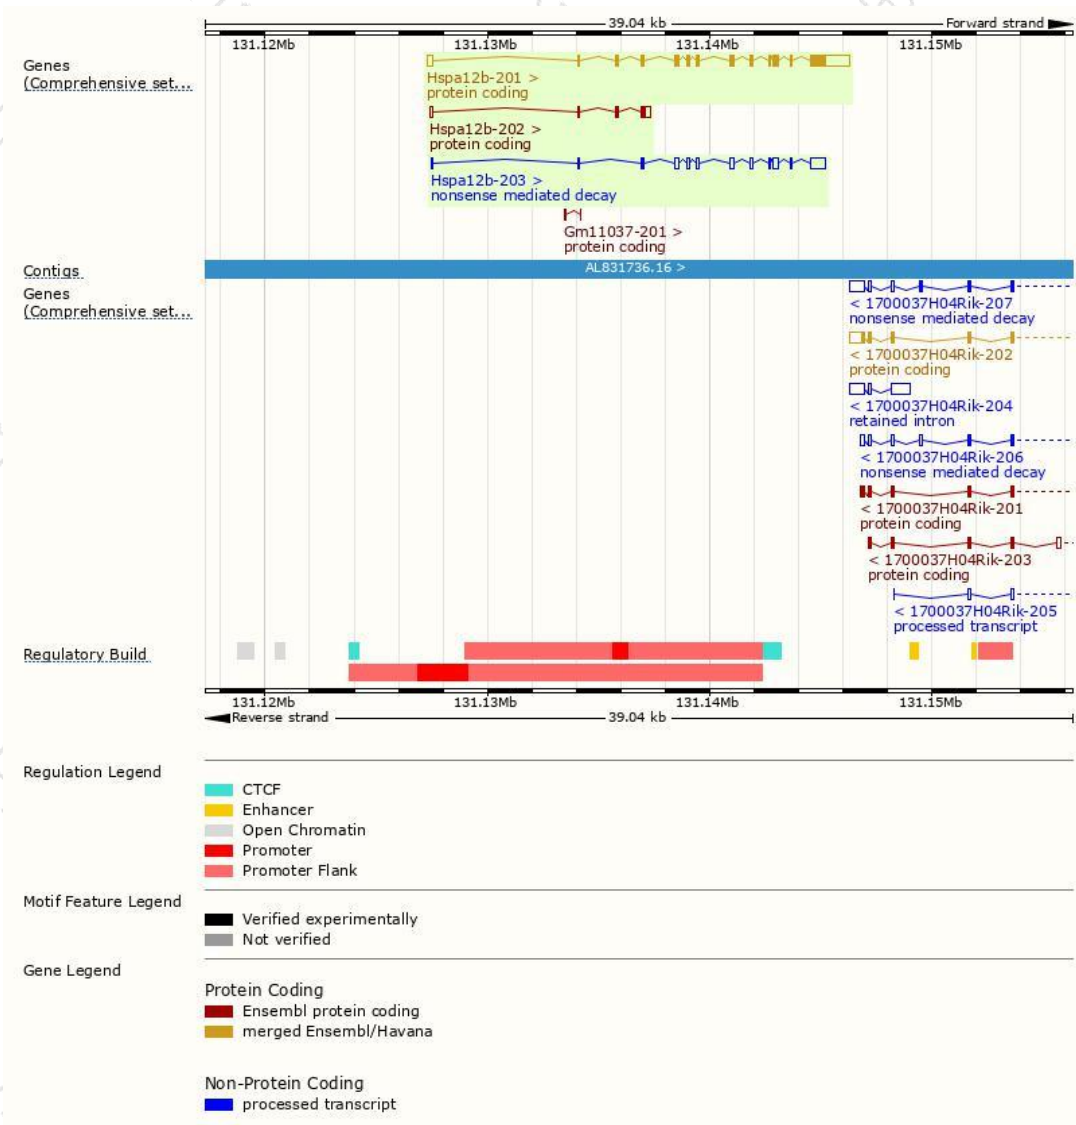 39.04 kb Forward strand
131.12Mb 131.13Mb 131.14Mb 131.15Mb
Genes
(Comprehensive set...
Hspa12b-201 >
protein coding
Hspa12b-202 >
protein coding
Hspa12b-203 >
nonsense mediated decay
Gm11037-201 >
protein coding
Contigs
AL831736.16 >
Genes
(Comprehensive set...
< 1700037H04Rik-207
nonsense mediated decay
< 1700037H04Rik-202
protein coding
< 1700037H04Rik-204
retained intron
< 1700037H04Rik-206
nonsense mediated decay
< 1700037H04Rik-201
protein coding
< 1700037H04Rik-203
protein coding
< 1700037H04Rik-205
processed transcript
Regulatory Build
131.12Mb 131.13Mb 131.14Mb 131.15Mb
Reverse strand 39.04 kb
Regulation Legend
CTCF
Enhancer
Open Chromatin
Promoter
Promoter Flank
Motif Feature Legend
Verified experimentally
Not verified
Gene Legend
Protein Coding
Ensembl protein coding
merged Ensembl/Havana
Non-Protein Coding
processed transcript